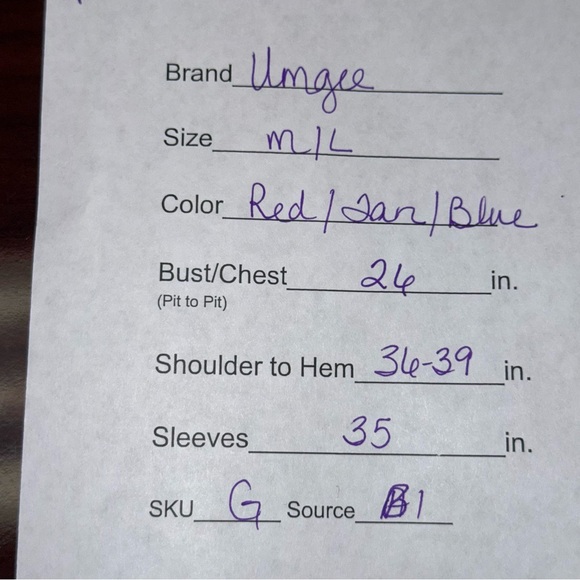 Brand Umgee
Size M/L
Color Red/Tan/Blue
Bust/Chest 26 in.
(Pit to Pit)
Shoulder to Hem 36-39 in.
Sleeves 35 in.
SKU G Source B1